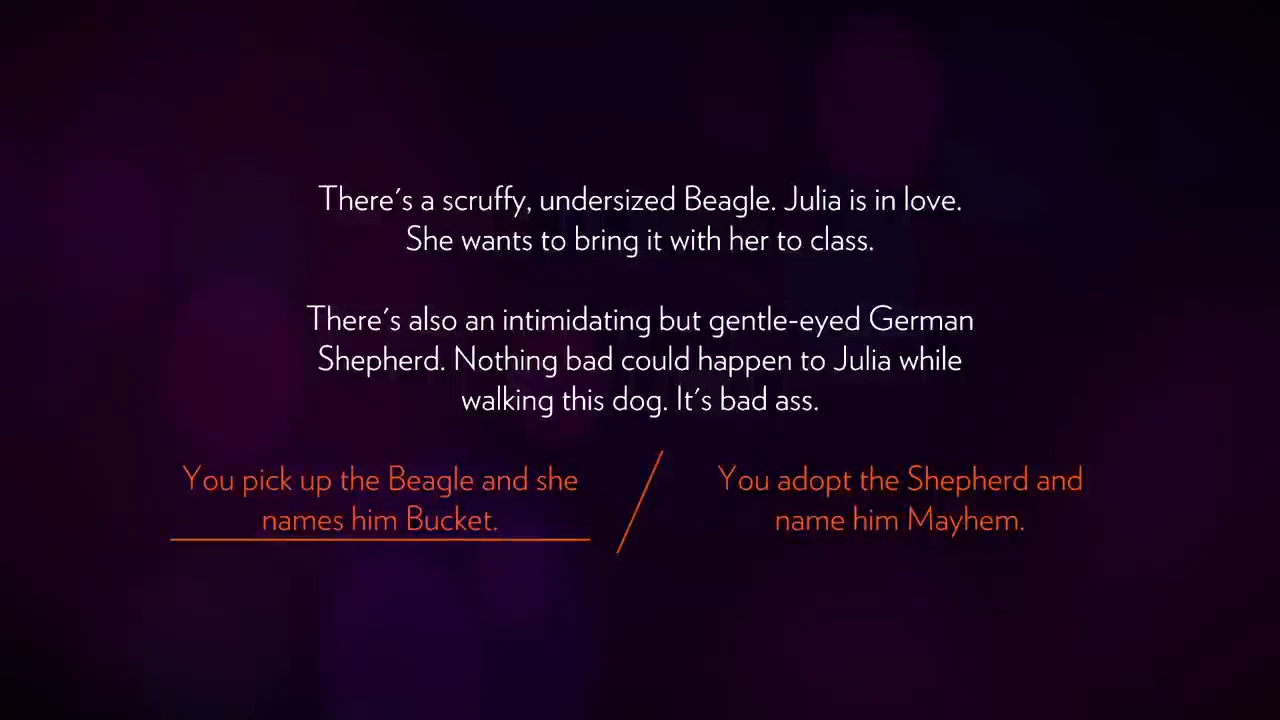 There's a scruffy, undersized Beagle. Julia is in love.
She wants to bring it with her to class.
There's also an intimidating but gentle-eyed German
Shepherd. Nothing bad could happen to Julia while
walking this dog. It's bad ass.
You pick up the Beagle and she
names him Bucket.
You adopt the Shepherd and
name him Mayhem.